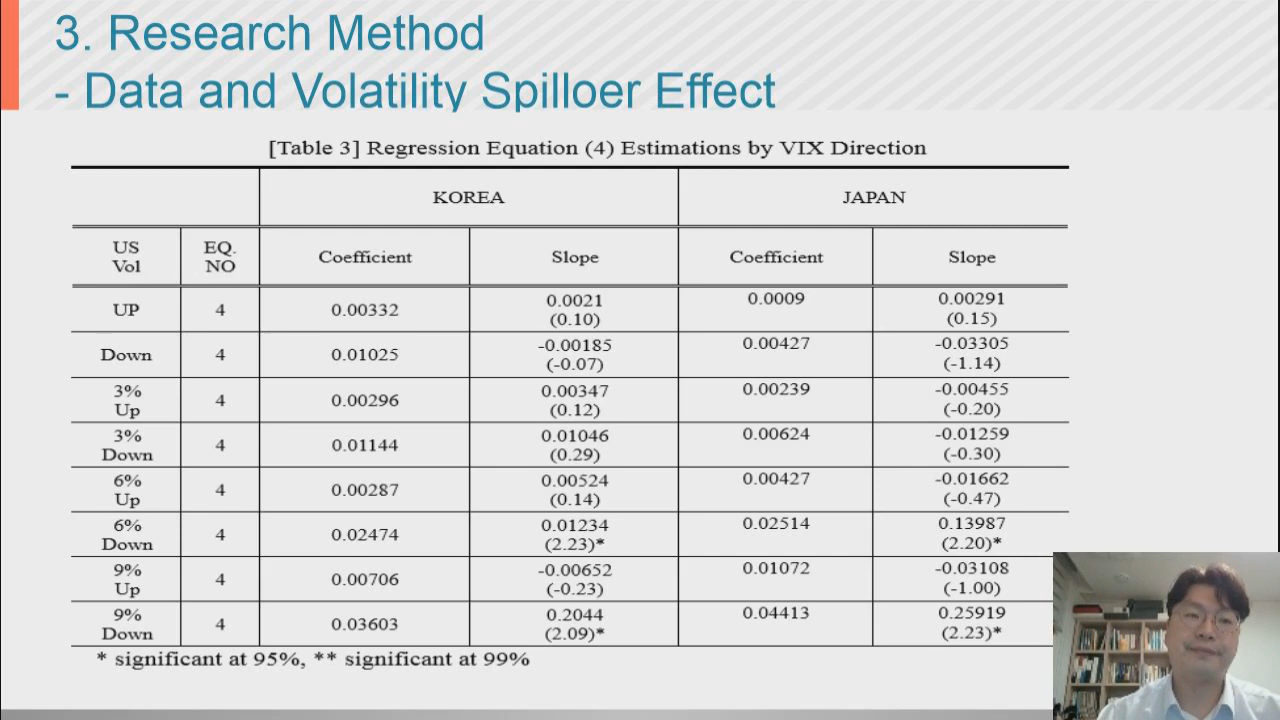 3. Research Method
- Data and Volatility Spilloer Effect
[Table 3] Regression Equation (4) Estimations by VIX Direction
KOREA JAPAN
US Vol EQ. NO Coefficient Slope Coefficient Slope
UP 4 0.00332 0.0021 (0.10) 0.0009 0.00291 (0.15)
Down 4 0.01025 -0.00185 (-0.07) 0.00427 -0.03305 (-1.14)
3% Up 4 0.00296 0.00347 (0.12) 0.00239 -0.00455 (-0.20)
3% Down 4 0.01144 0.01046 (0.29) 0.00624 -0.01259 (-0.30)
6% Up 4 0.00287 0.00524 (0.14) 0.00427 -0.01662 (-0.47)
6% Down 4 0.02474 0.01234 (2.23)* 0.02514 0.13987 (2.20)*
9% Up 4 0.00706 -0.00652 (-0.23) 0.01072 -0.03108 (-1.00)
9% Down 4 0.03603 0.2044 (2.09)* 0.04413 0.25919 (2.23)*
* significant at 95%, ** significant at 99%